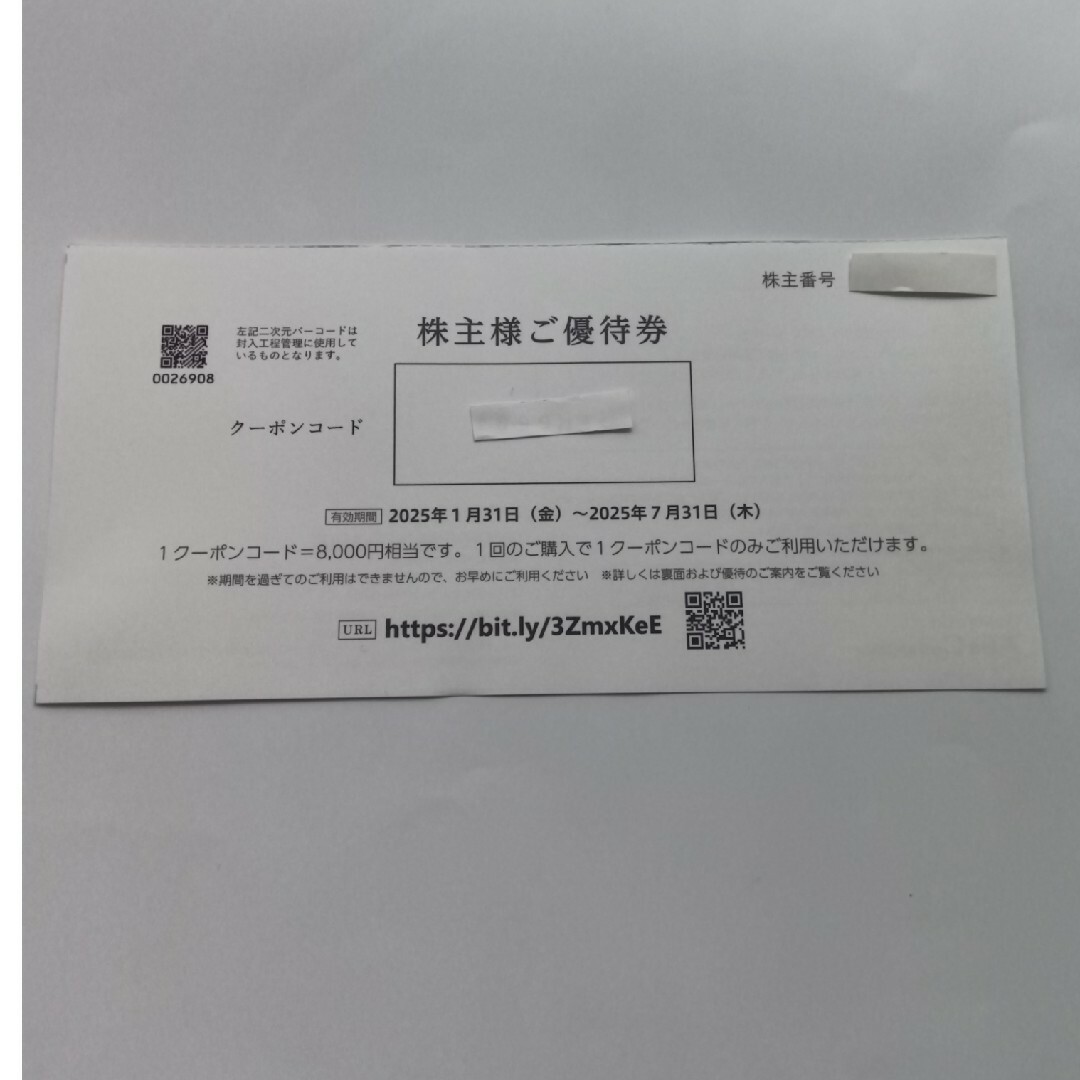 株主番号
株主様ご優待券
左記二次元バーコードは
封入工程管理に使用して
いるものとなります。
0026908
クーポンコード
有効期間 2025年1月31日（金）～2025年7月31日（木）
1クーポンコード＝8,000円相当です。1回のご購入で1クーポンコードのみご利用いただけます。
※期間を過ぎてのご利用はできませんので、お早めにご利用ください ※詳しくは裏面および優待のご案内をご覧ください
URL https://bit.ly/3ZmxKeE